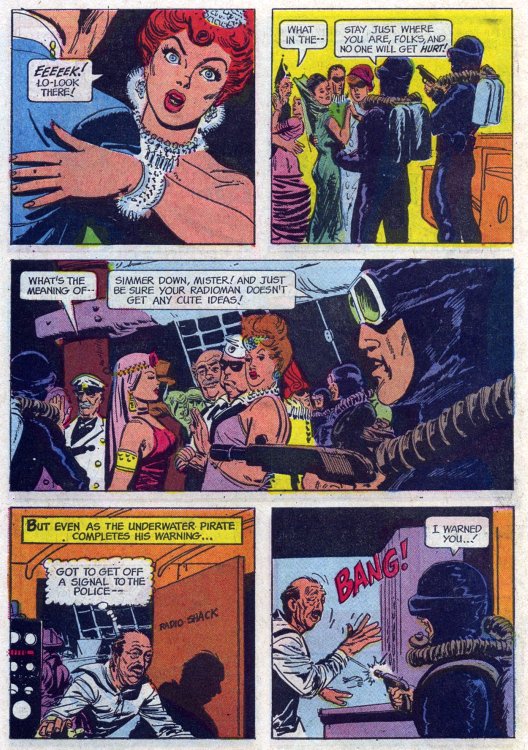 EEEEEK!
LO-LOOK
THERE!
WHAT
IN THE--
STAY JUST WHERE
YOU ARE, FOLKS, AND
NO ONE WILL GET HURT!
WHAT'S THE
MEANING OF--
SIMMER DOWN, MISTER! AND JUST
BE SURE YOUR RADIOMAN DOESN'T
GET ANY CUTE IDEAS!
BUT EVEN AS THE UNDERWATER PIRATE
COMPLETES HIS WARNING...
GOT TO GET OFF
A SIGNAL TO THE
POLICE--
RADIO-SHACK
BANG!
I WARNED
YOU...!